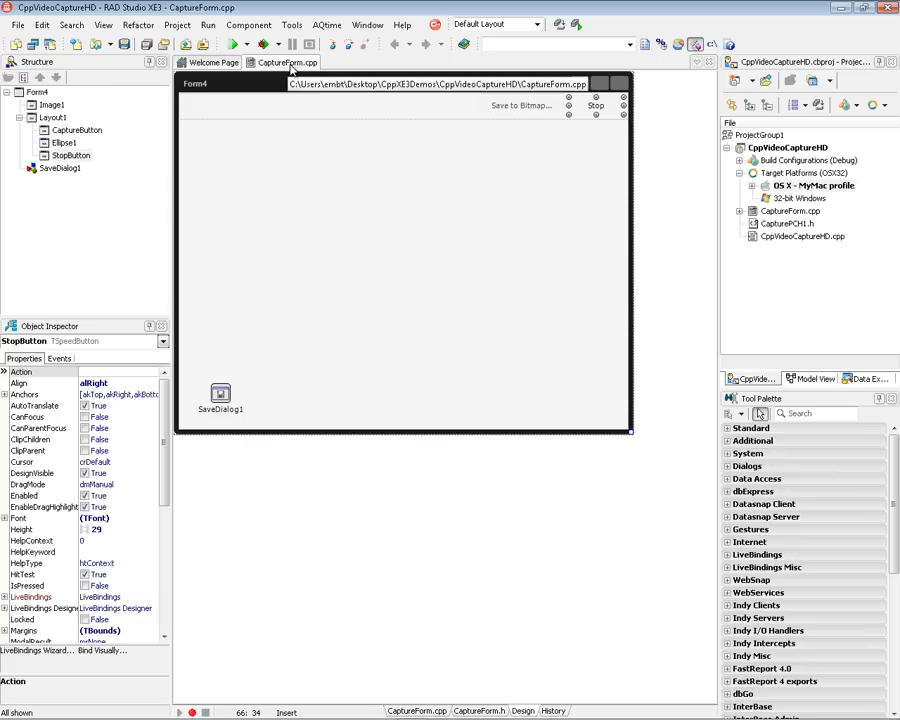 CppVideoCaptureHD - RAD Studio XE3 - CaptureForm.cpp
File Edit Search View Refactor Project Run Component Tools AQtime Window Help Default Layout
Structure
Welcome Page CaptureForm.cpp
CppVideoCaptureHD.cbproj - Projec...
Form4
Image1
Layout1
CaptureButton
Ellipse1
StopButton
SaveDialog1
Form4
C:\Users\embt\Desktop\CppXE3Demos\CppVideoCaptureHD\CaptureForm.cpp
Save to Bitmap... Stop
SaveDialog1
File
ProjectGroup1
CppVideoCaptureHD
Build Configurations (Debug)
Target Platforms (OSX32)
OS X - MyMac profile
32-bit Windows
CaptureForm.cpp
CapturePCH1.h
CppVideoCaptureHD.cpp
Object Inspector
StopButton TSpeedButton
Properties Events
Action
Align alRight
Anchors [akTop,akRight,akBotto
AutoTranslate True
CanFocus False
CanParentFocus False
ClipChildren False
ClipParent False
Cursor crDefault
DesignVisible True
DragMode dmManual
Enabled True
EnableDragHighlight True
Font (TFont)
Height 29
HelpContext 0
HelpKeyword
HelpType htContext
HitTest True
IsPressed False
LiveBindings LiveBindings
LiveBindings Designe LiveBindings Designer
Locked False
Margins (TBounds)
ModalResult mrNone
LiveBindings Wizard... Bind Visually...
Action
All shown
66: 34 Insert
CaptureForm.cpp CaptureForm.h Design History
CppVide... Model View Data Ex...
Tool Palette
Search
Standard
Additional
System
Dialogs
Data Access
dbExpress
Datasnap Client
Datasnap Server
Gestures
Internet
LiveBindings
LiveBindings Misc
WebSnap
WebServices
Indy Clients
Indy Servers
Indy I/O Handlers
Indy Intercepts
Indy Misc
FastReport 4.0
FastReport 4 exports
dbGo
InterBase
InterBase Admin